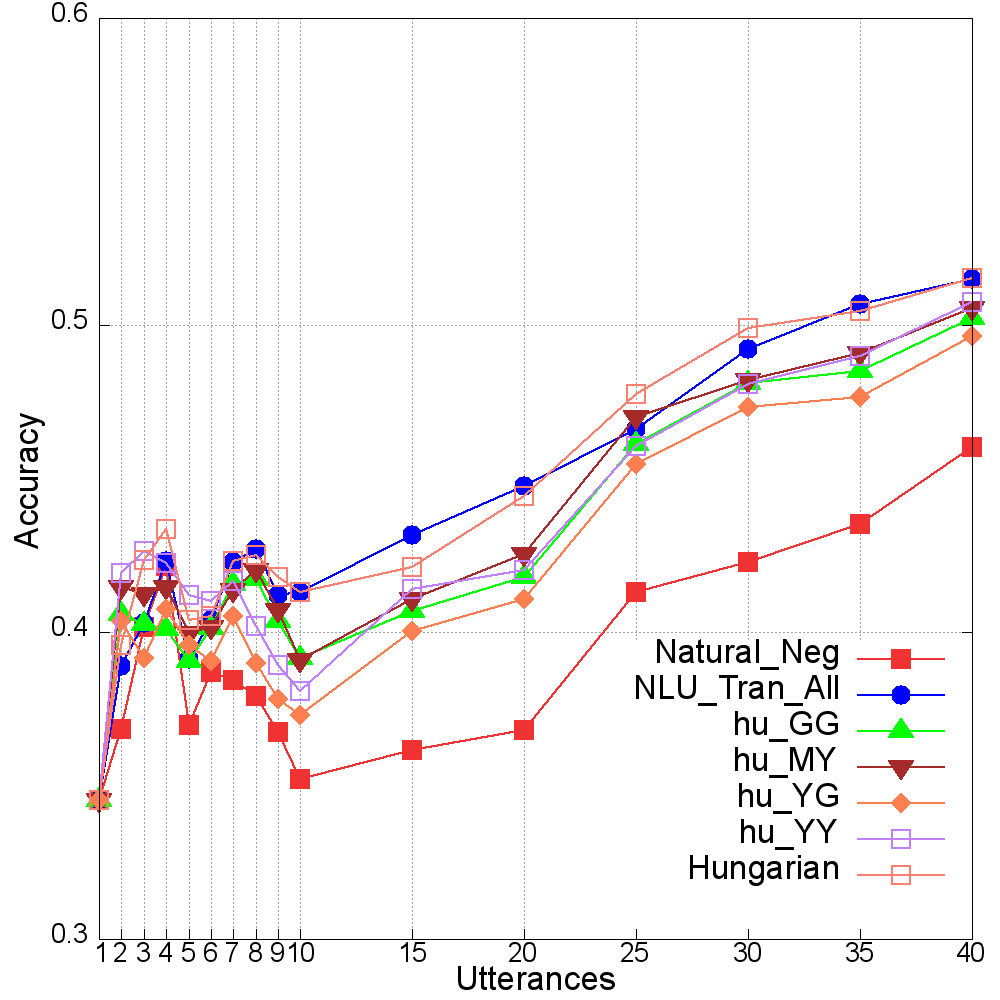 0.6
0.5
0.4
0.3
Accuracy
Natural_Neg
NLU_Tran_All
hu_GG
hu_MY
hu_YG
hu_YY
Hungarian
1 2 3 4 5 6 7 8 9 10 15 20 25 30 35 40
Utterances